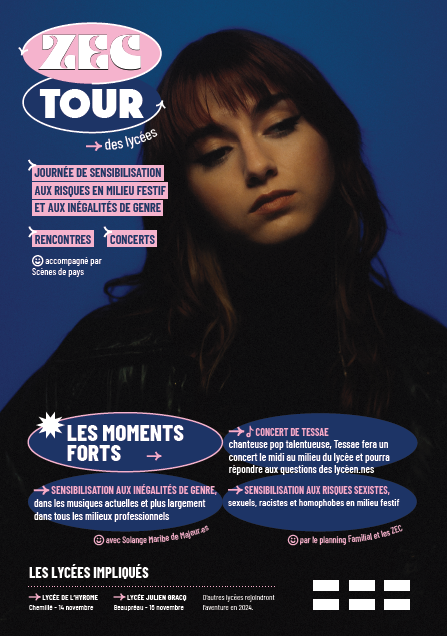 ZEC
TOUR
des lycées
JOURNÉE DE SENSIBILISATION
AUX RISQUES EN MILIEU FESTIF
ET AUX INÉGALITÉS DE GENRE
RENCONTRES CONCERTS
accompagné par
Scènes de pays
LES MOMENTS
FORTS
CONCERT DE TESSAE
chanteuse pop talentueuse, Tessae fera un
concert le midi au milieu du lycée et pourra
répondre aux questions des lycéen.nes
SENSIBILISATION AUX INÉGALITÉS DE GENRE,
dans les musiques actuelles et plus largement
dans tous les milieux professionnels
avec Solange Maribe de Majeur.es
SENSIBILISATION AUX RISQUES SEXISTES,
sexuels, racistes et homophobes en milieu festif
par le planning Familial et les ZEC
LES LYCÉES IMPLIQUÉS
LYCÉE DE L'HYROME
Chemillé - 14 novembre
LYCÉE JULIEN GRACQ
Beaupréau - 16 novembre
D'autres lycées rejoindront
l'aventure en 2024.